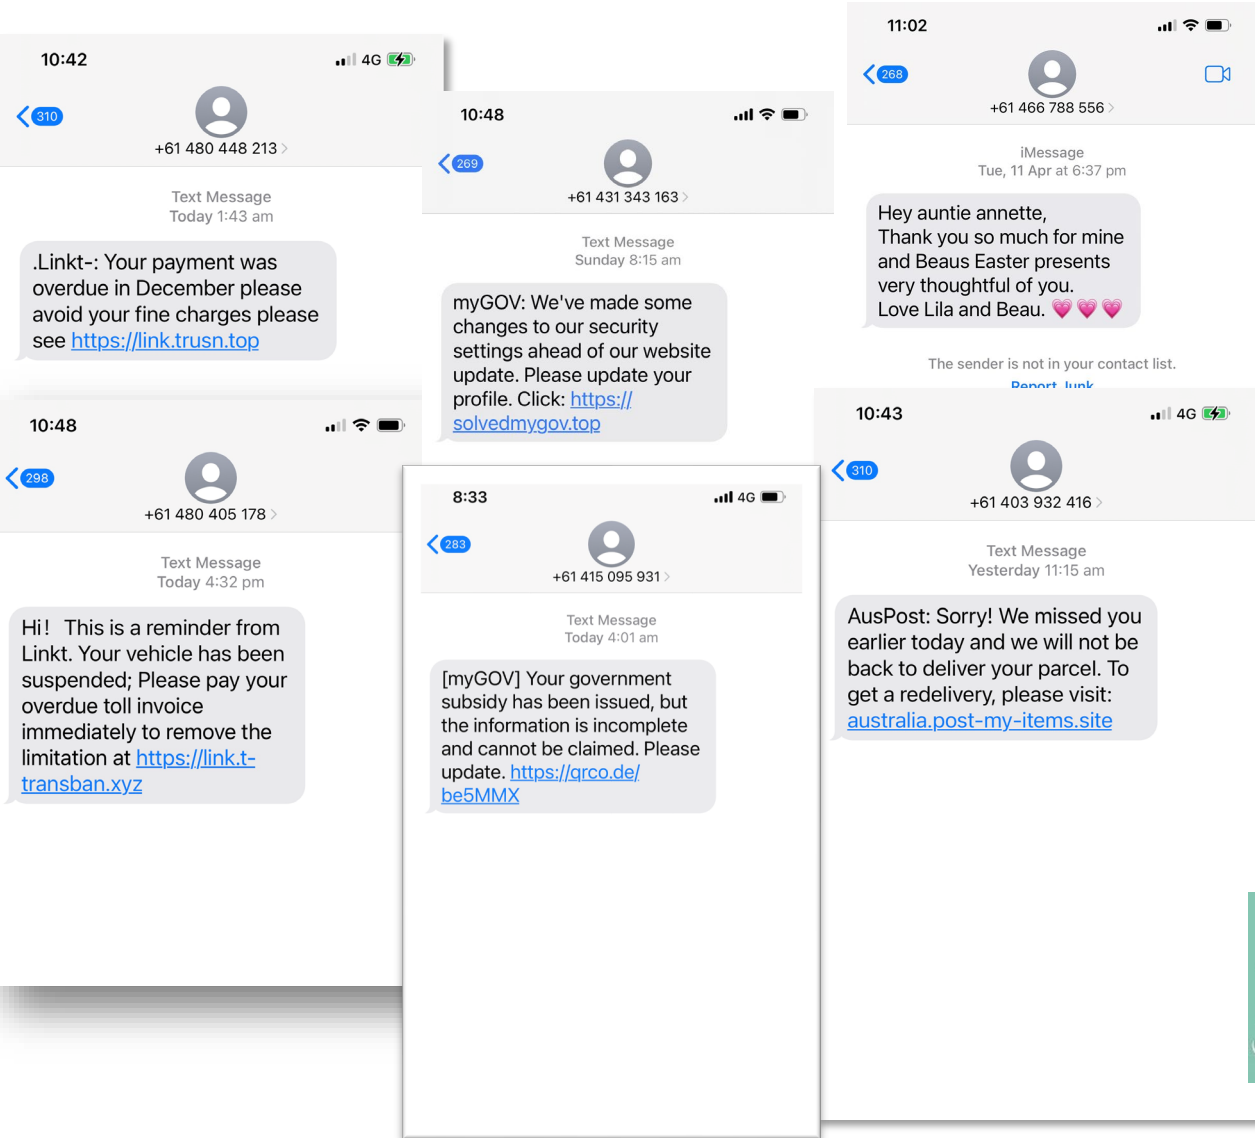 10:42
4G
310
+61 480 448 213
Text Message
Today 1:43 am
.Linkt-: Your payment was
overdue in December please
avoid your fine charges please
see https://link.trusn.top
10:48
269
+61 431 343 163
Text Message
Sunday 8:15 am
myGOV: We've made some
changes to our security
settings ahead of our website
update. Please update your
profile. Click: https://
solvedmygov.top
11:02
268
+61 466 788 556
iMessage
Tue, 11 Apr at 6:37 pm
Hey auntie annette,
Thank you so much for mine
and Beaus Easter presents
very thoughtful of you.
Love Lila and Beau. 💗💗💗
The sender is not in your contact list.
Report Junk
10:48
298
+61 480 405 178
Text Message
Today 4:32 pm
Hi！ This is a reminder from
Linkt. Your vehicle has been
suspended; Please pay your
overdue toll invoice
immediately to remove the
limitation at https://link.t-
transban.xyz
8:33
4G
283
+61 415 095 931
Text Message
Today 4:01 am
[myGOV] Your government
subsidy has been issued, but
the information is incomplete
and cannot be claimed. Please
update. https://qrco.de/
be5MMX
10:43
4G
310
+61 403 932 416
Text Message
Yesterday 11:15 am
AusPost: Sorry! We missed you
earlier today and we will not be
back to deliver your parcel. To
get a redelivery, please visit:
australia.post-my-items.site